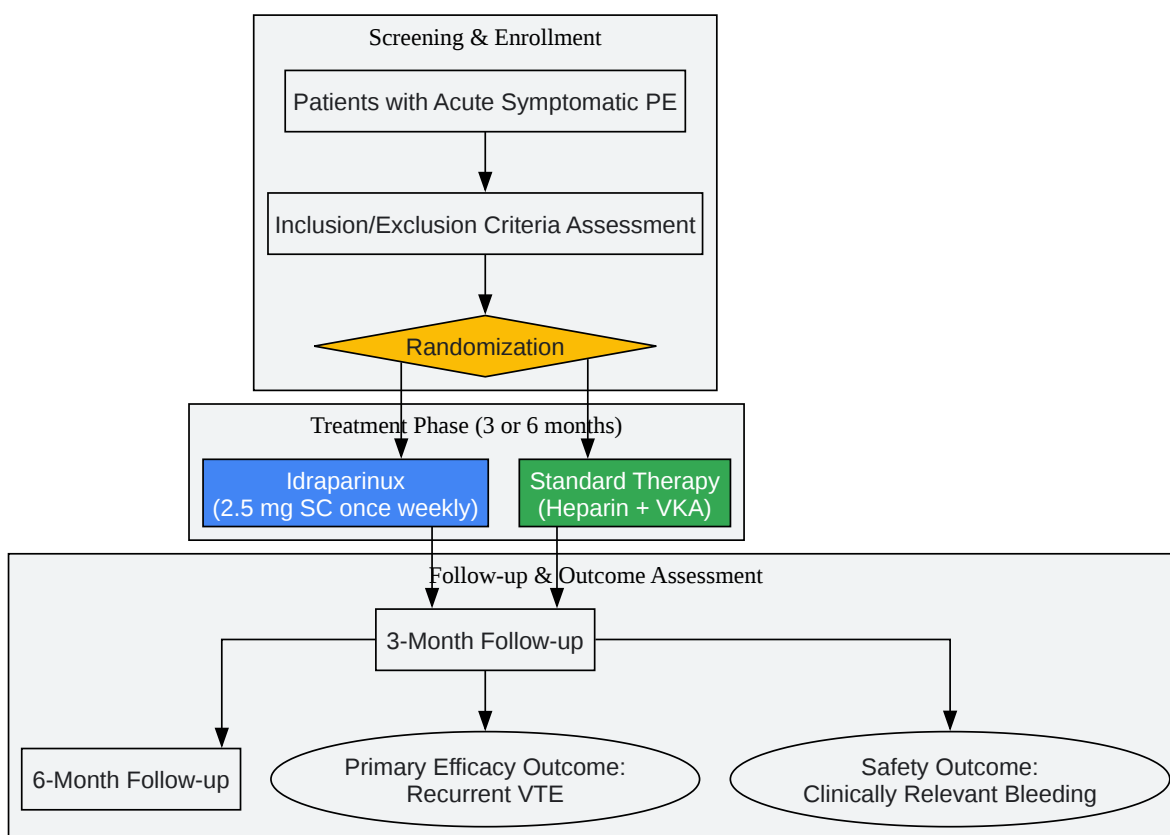 Screening & Enrollment
Patients with Acute Symptomatic PE
Inclusion/Exclusion Criteria Assessment
Randomization
Treatment Phase (3 or 6 months)
Idraparinux
(2.5 mg SC once weekly)
Standard Therapy
(Heparin + VKA)
Follow-up & Outcome Assessment
3-Month Follow-up
6-Month Follow-up
Primary Efficacy Outcome:
Recurrent VTE
Safety Outcome:
Clinically Relevant Bleeding